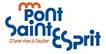 Pont
Saint Esprit
D'une rive à l'autre